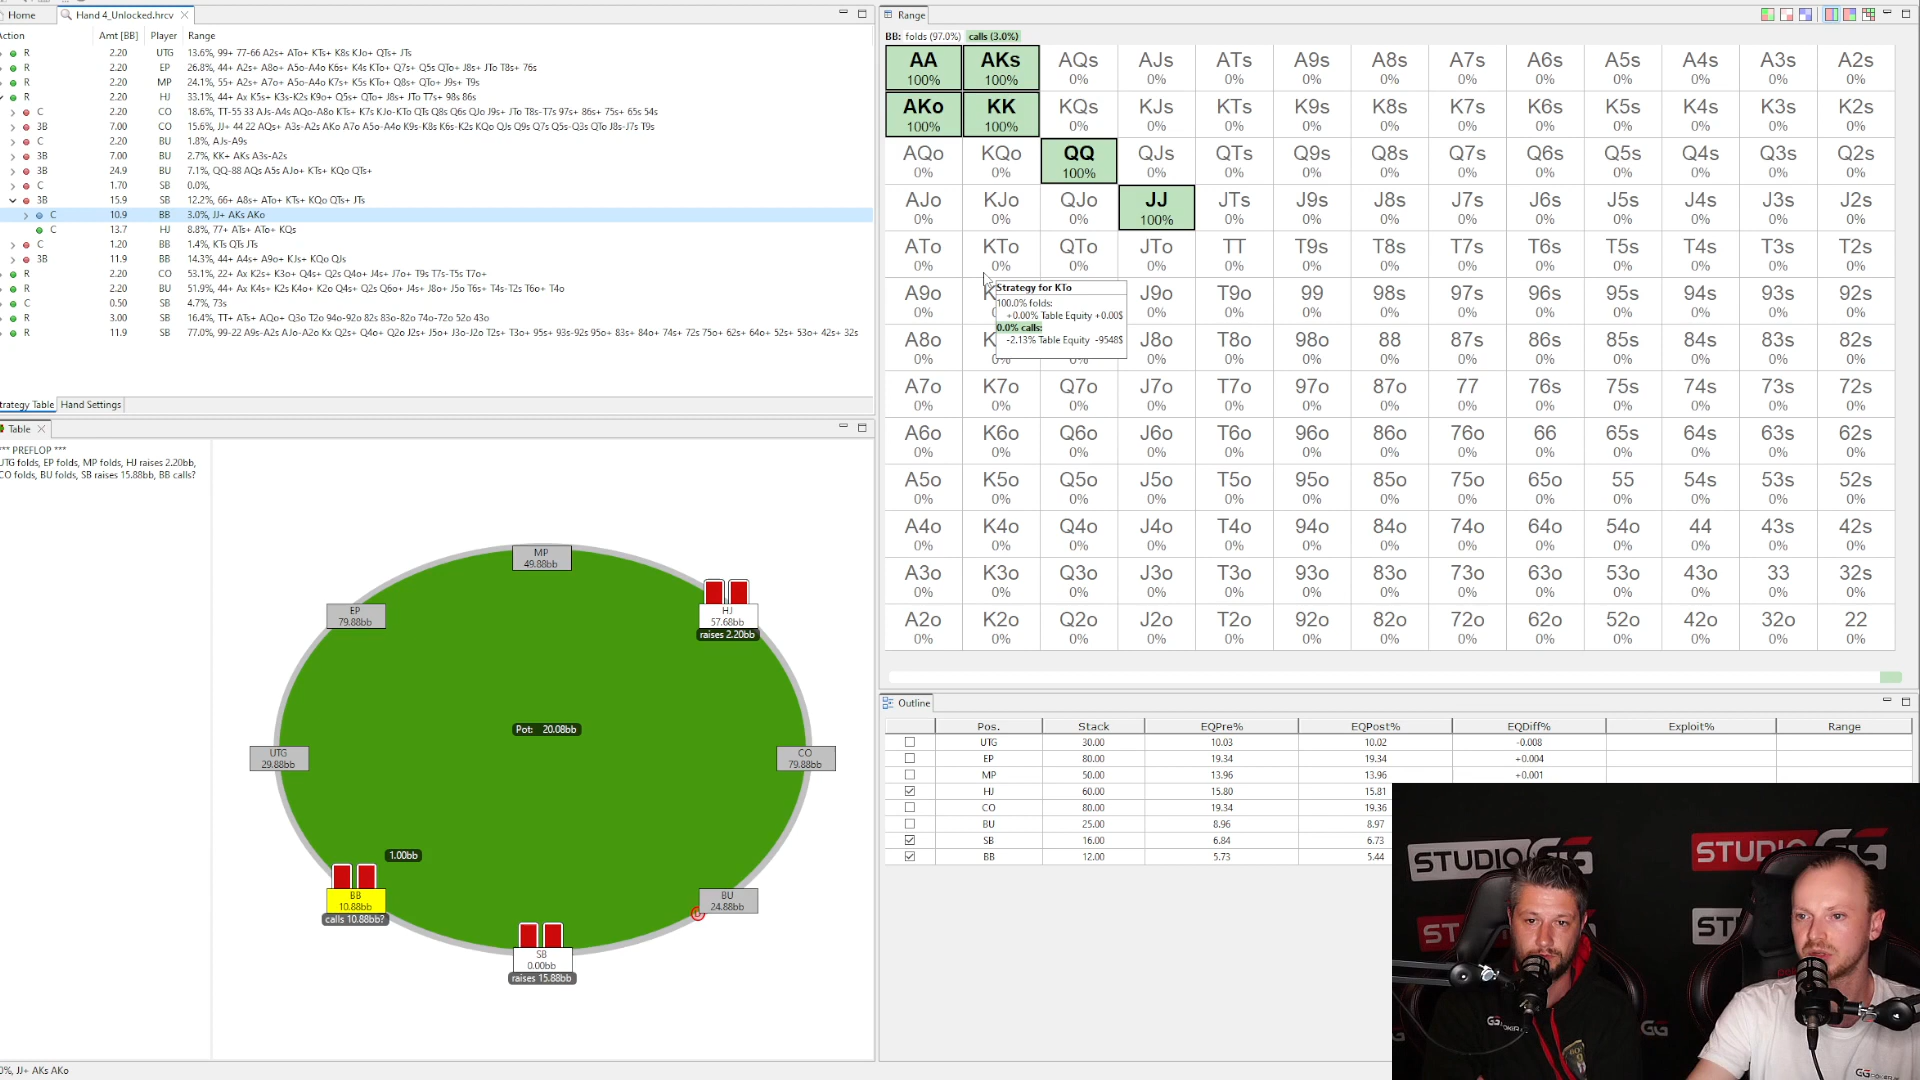 Home
Hand 4_Unlocked.hrcv
Action Amt [BB] Player Range
R 2.20 UTG 13.6%, 99+ 77-66 A2s+ ATo+ KTs+ K8s KJo+ QTs+ JTs
R 2.20 EP 26.8%, 44+ A2s+ A8o+ A5o-A4o K6s+ K4s KTo+ Q7s+ Q5s QTo+ J8s+ JTo T8s+ 76s
R 2.20 MP 24.1%, 55+ A2s+ A7o+ A5o-A4o K7s+ K5s KTo+ Q8s+ QTo+ J9s+ T9s
R 2.20 HJ 33.1%, 44+ Ax K5s+ K3s-K2s K9o+ Q5s+ QTo+ J8s+ JTo T7s+ 98s 86s
C 2.20 CO 18.6%, TT-55 33 AJs-A4s AQo-A8o KTs+ K7s KJo-KTo QTs Q8s Q6s QJo J9s+ JTo T8s-T7s 97s+ 86s+ 75s+ 65s 54s
3B 7.00 CO 15.6%, JJ+ 44 22 AQs+ A3s-A2s AKo A7o A5o-A4o K9s-K8s K6s-K2s KQo QJs Q9s Q7s Q5s-Q3s QTo J8s-J7s T9s
C 2.20 BU 1.8%, AJs-A9s
3B 7.00 BU 2.7%, KK+ AKs A3s-A2s
3B 24.9 BU 7.1%, QQ-88 AQs A5s AJo+ KTs+ KQo QTs+
C 1.70 SB 0.0%,
3B 15.9 SB 12.2%, 66+ A8s+ ATo+ KTs+ KQo QTs+ JTs
C 10.9 BB 3.0%, JJ+ AKs AKo
C 13.7 HJ 8.8%, 77+ ATs+ ATo+ KQs
C 1.20 BB 1.4%, KTs QTs JTs
3B 11.9 BB 14.3%, 44+ A4s+ A9o+ KJs+ KQo QJs
R 2.20 CO 53.1%, 22+ Ax K2s+ K3o+ Q4s+ Q2s Q4o+ J4s+ J7o+ T9s T7s-T5s T7o+
R 2.20 BU 51.9%, 44+ Ax K4s+ K2s K4o+ K2o Q4s+ Q2s Q6o+ J4s+ J8o+ J5o T6s+ T4s-T2s T6o+ T4o
C 0.50 SB 4.7%, 73s
R 3.00 SB 16.4%, TT+ ATs+ AQo+ Q3o T2o 94o-92o 82s 83o-82o 74o-72o 52o 43o
R 11.9 SB 77.0%, 99-22 A9s-A2s AJo-A2o Kx Q2s+ Q4o+ Q2o J2s+ J5o+ J3o-J2o T2s+ T3o+ 95s+ 93s-92s 95o+ 83s+ 84o+ 74s+ 72s 75o+ 62s+ 64o+ 52s+ 53o+ 42s+ 32s
trategy Table Hand Settings
Table
*** PREFLOP ***
UTG folds, EP folds, MP folds, HJ raises 2.20bb,
CO folds, BU folds, SB raises 15.88bb, BB calls?
MP
49.88bb
EP
79.88bb
HJ
57.68bb
raises 2.20bb
Pot: 20.08bb
UTG
29.88bb
CO
79.88bb
1.00bb
BB
10.88bb
calls 10.88bb?
BU
24.88bb
SB
0.00bb
raises 15.88bb
0%, JJ+ AKs AKo
Range
BB: folds (97.0%) calls (3.0%)
AA AKs AQs AJs ATs A9s A8s A7s A6s A5s A4s A3s A2s
100% 100% 0% 0% 0% 0% 0% 0% 0% 0% 0% 0% 0%
AKo KK KQs KJs KTs K9s K8s K7s K6s K5s K4s K3s K2s
100% 100% 0% 0% 0% 0% 0% 0% 0% 0% 0% 0% 0%
AQo KQo QQ QJs QTs Q9s Q8s Q7s Q6s Q5s Q4s Q3s Q2s
0% 0% 100% 0% 0% 0% 0% 0% 0% 0% 0% 0% 0%
AJo KJo QJo JJ JTs J9s J8s J7s J6s J5s J4s J3s J2s
0% 0% 0% 100% 0% 0% 0% 0% 0% 0% 0% 0% 0%
ATo KTo QTo JTo TT T9s T8s T7s T6s T5s T4s T3s T2s
0% 0% 0% 0% 0% 0% 0% 0% 0% 0% 0% 0% 0%
A9o K J9o T9o 99 98s 97s 96s 95s 94s 93s 92s
0% 0% 0% 0% 0% 0% 0% 0% 0% 0% 0%
A8o K J8o T8o 98o 88 87s 86s 85s 84s 83s 82s
0% 0% 0% 0% 0% 0% 0% 0% 0% 0% 0% 0% 0%
A7o K7o Q7o J7o T7o 97o 87o 77 76s 75s 74s 73s 72s
0% 0% 0% 0% 0% 0% 0% 0% 0% 0% 0% 0% 0%
A6o K6o Q6o J6o T6o 96o 86o 76o 66 65s 64s 63s 62s
0% 0% 0% 0% 0% 0% 0% 0% 0% 0% 0% 0% 0%
A5o K5o Q5o J5o T5o 95o 85o 75o 65o 55 54s 53s 52s
0% 0% 0% 0% 0% 0% 0% 0% 0% 0% 0% 0% 0%
A4o K4o Q4o J4o T4o 94o 84o 74o 64o 54o 44 43s 42s
0% 0% 0% 0% 0% 0% 0% 0% 0% 0% 0% 0% 0%
A3o K3o Q3o J3o T3o 93o 83o 73o 63o 53o 43o 33 32s
0% 0% 0% 0% 0% 0% 0% 0% 0% 0% 0% 0% 0%
A2o K2o Q2o J2o T2o 92o 82o 72o 62o 52o 42o 32o 22
0% 0% 0% 0% 0% 0% 0% 0% 0% 0% 0% 0% 0%
Strategy for KTo
100.0% folds:
+0.00% Table Equity +0.00$
0.0% calls:
-2.13% Table Equity -9548$
Outline
Pos. Stack EQPre% EQPost% EQDiff% Exploit% Range
UTG 30.00 10.03 10.02 -0.008
EP 80.00 19.34 19.34 +0.004
MP 50.00 13.96 13.96 +0.001
HJ 60.00 15.80 15.81
CO 80.00 19.34 19.36
BU 25.00 8.96 8.97
SB 16.00 6.84 6.73
BB 12.00 5.73 5.44
STUDIO GG
STUDIO GG
GG